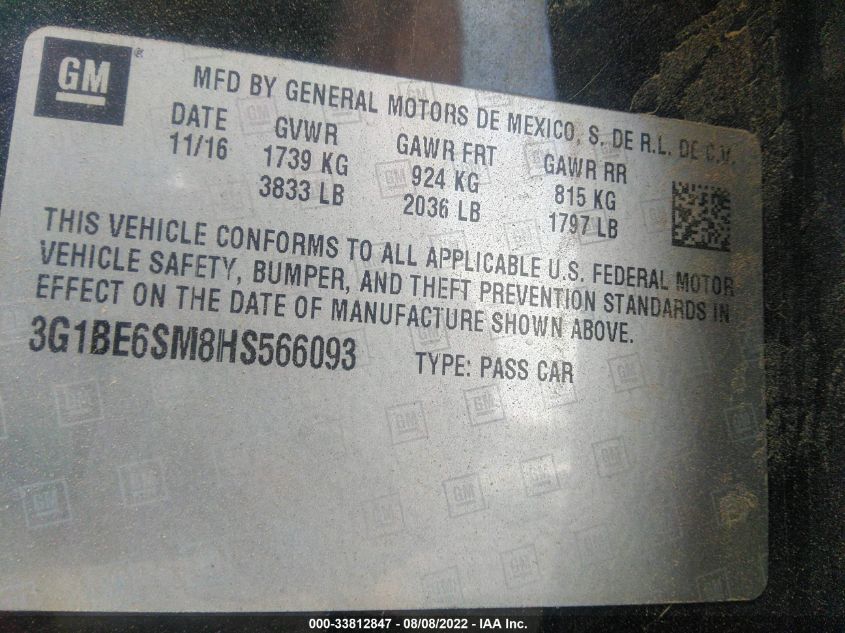 GM ®
MFD BY GENERAL MOTORS DE MEXICO, S. DE R.L. DE C.V.
DATE GVWR GAWR FRT GAWR RR
11/16 1739 KG 924 KG 815 KG
3833 LB 2036 LB 1797 LB
THIS VEHICLE CONFORMS TO ALL APPLICABLE U.S. FEDERAL MOTOR
VEHICLE SAFETY, BUMPER, AND THEFT PREVENTION STANDARDS IN
EFFECT ON THE DATE OF MANUFACTURE SHOWN ABOVE.
3G1BE6SM8HS566093 TYPE: PASS CAR
000-33812847 - 08/08/2022 - IAA Inc.